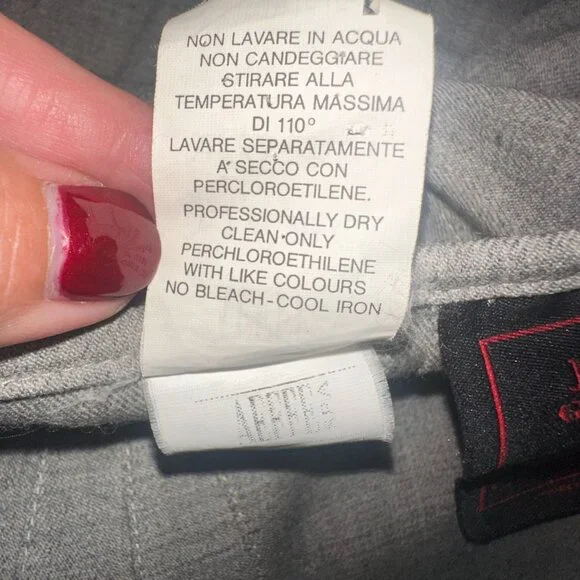 NON LAVARE IN ACQUA
NON CANDEGGIARE
STIRARE ALLA
TEMPERATURA MASSIMA
DI 110°
LAVARE SEPARATAMENTE
A SECCO CON
PERCLOROETILENE.
PROFESSIONALLY DRY
CLEAN·ONLY
PERCHLOROETHILENE
WITH LIKE COLOURS
NO BLEACH-COOL IRON